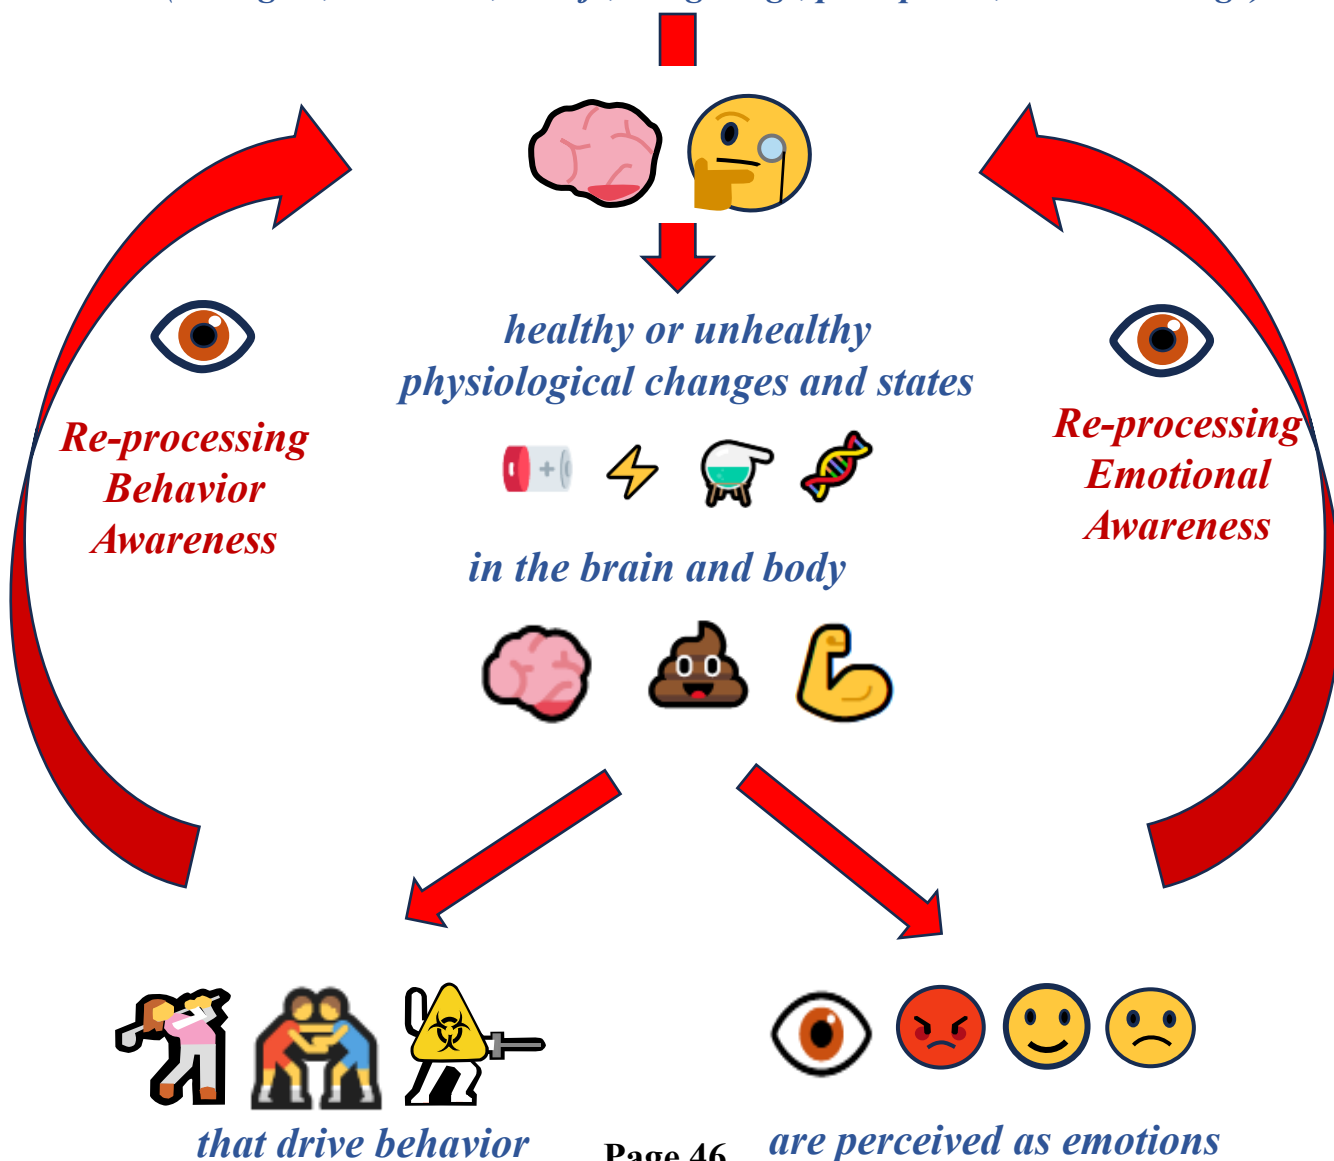 healthy or unhealthy
physiological changes and states
Re-processing
Behavior
Awareness
Re-processing
Emotional
Awareness
in the brain and body
that drive behavior
are perceived as emotions
Page 46